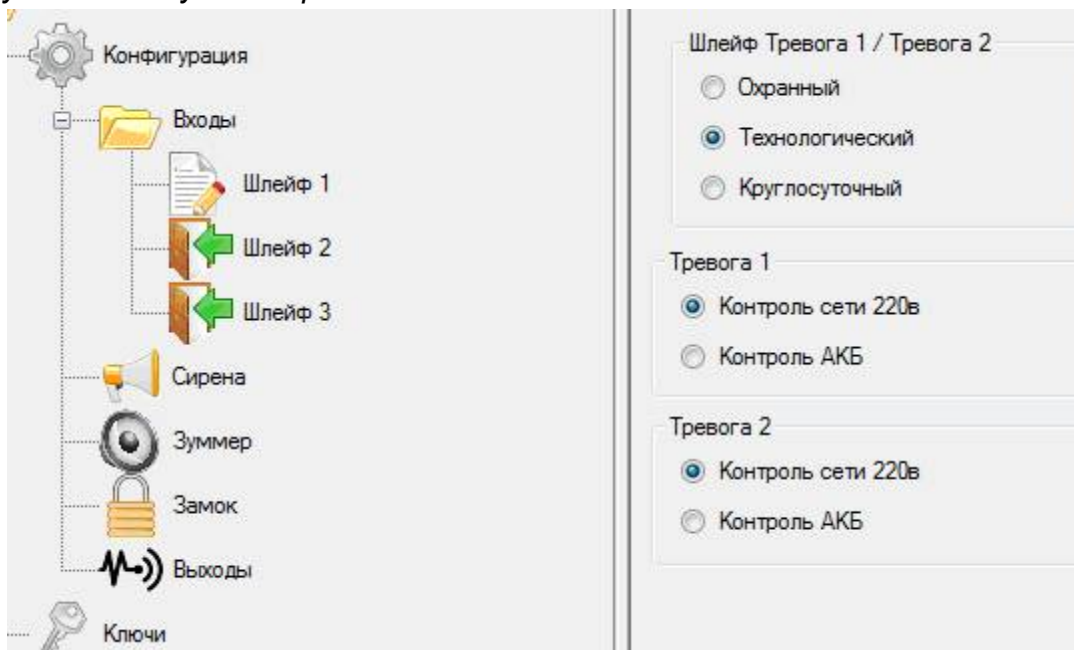 Конфигурация
Входы
Шлейф 1
Шлейф 2
Шлейф 3
Сирена
Зуммер
Замок
Выходы
Ключи
Шлейф Тревога 1 / Тревога 2
Охранный
Технологический
Круглосуточный
Тревога 1
Контроль сети 220в
Контроль АКБ
Тревога 2
Контроль сети 220в
Контроль АКБ